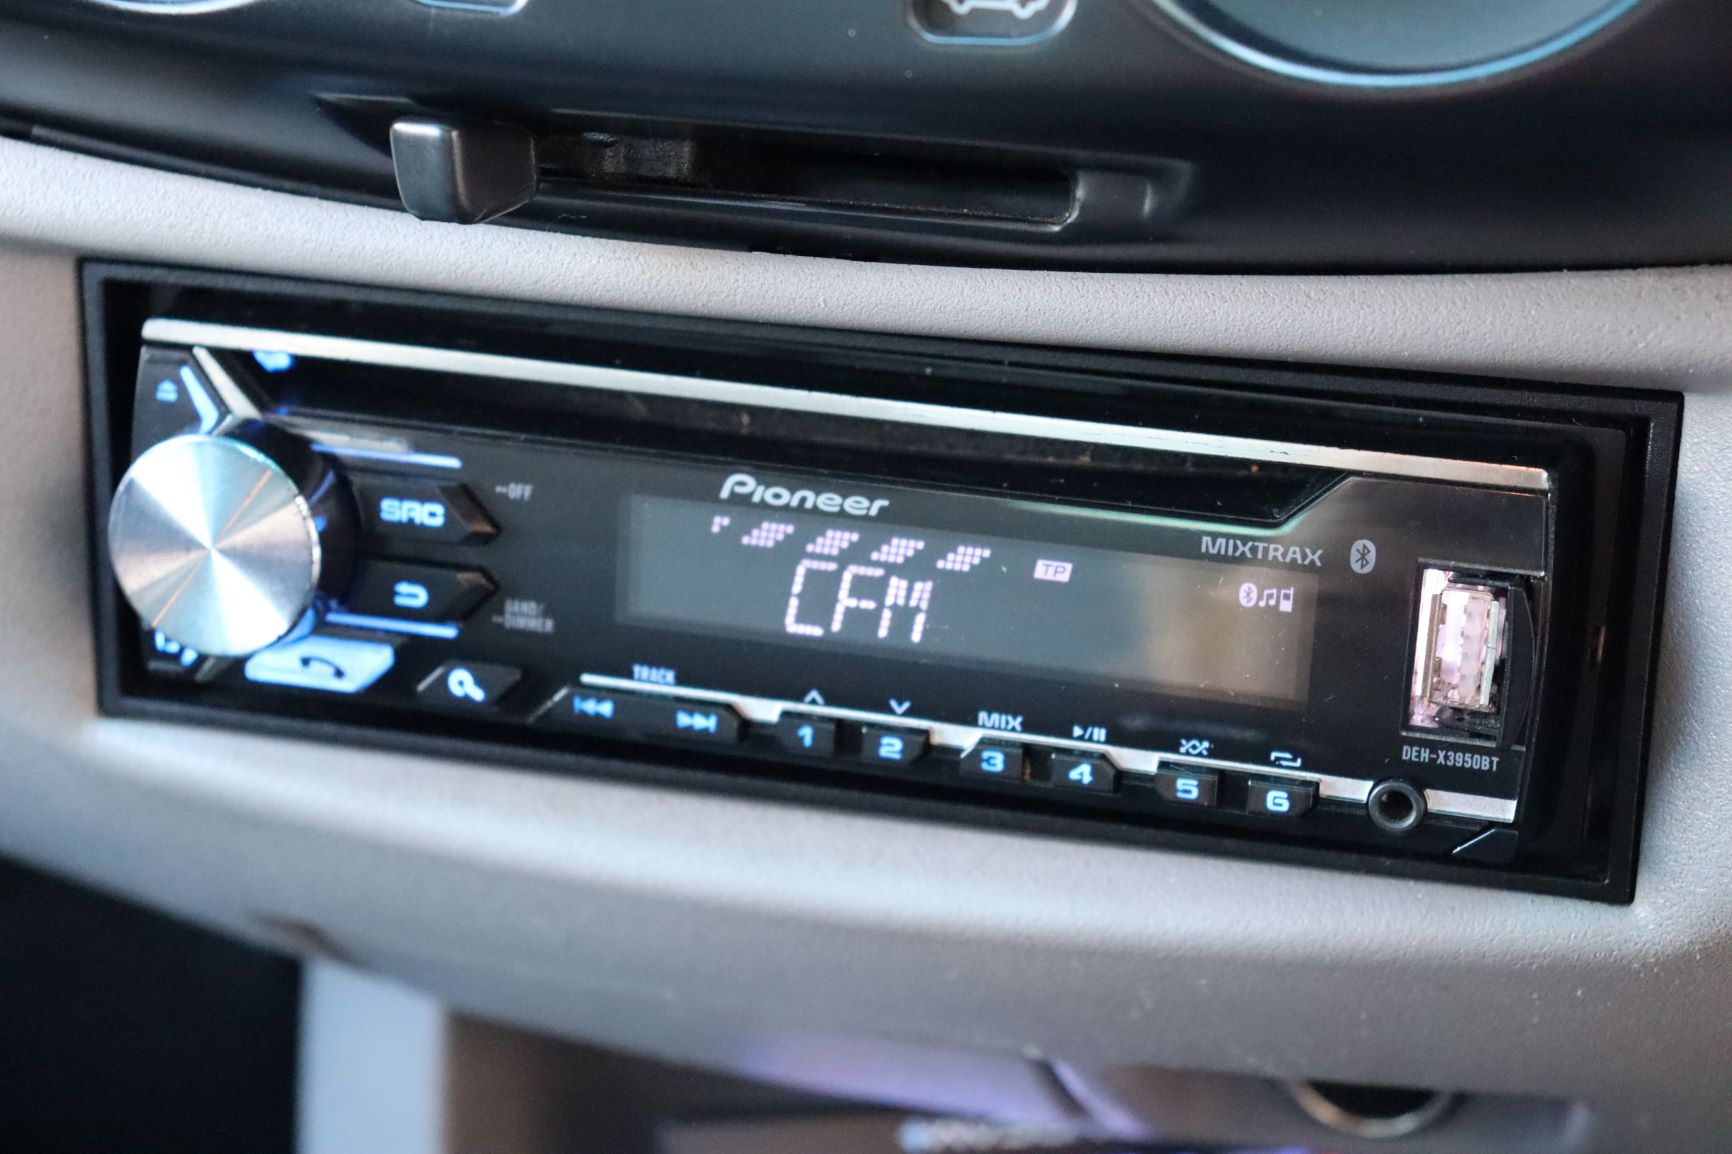 Pioneer
MIXTRAX
SRC
OFF
CFM
TP
BAND/
DIMMER
TRACK
MIX
1
2
3
4
5
6
DEH-X3950BT